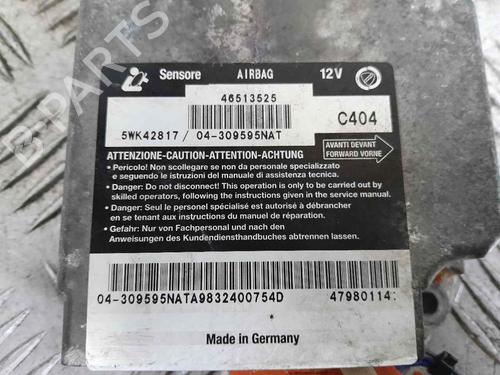 Sensore AIRBAG 12V
46513525
C404
5WK42817 / 04-309595NAT
AVANTI DEVANT
FORWARD VORNE
ATTENZIONE-CAUTION-ATTENTION-ACHTUNG
• Pericolo! Non scollegare se non da personale specializzato
e seguendo le istruzioni del manuale di assistenza tecnica.
• Danger: Do not disconnect! This operation is only to be carried out by
skilled operators, following the instructions given in the service manual.
• Danger: Seul le personel spécialisé est autorisé à débrancher
en se tenant aux instructions du manuel de réparation.
• Gefahr: Nur von Fachpersonal und nach den
Anweisungen des Kundendiensthandbuches abtrennen lassen.
04-309595NATA9832400754D 47980114:
Made in Germany
B-PARTS